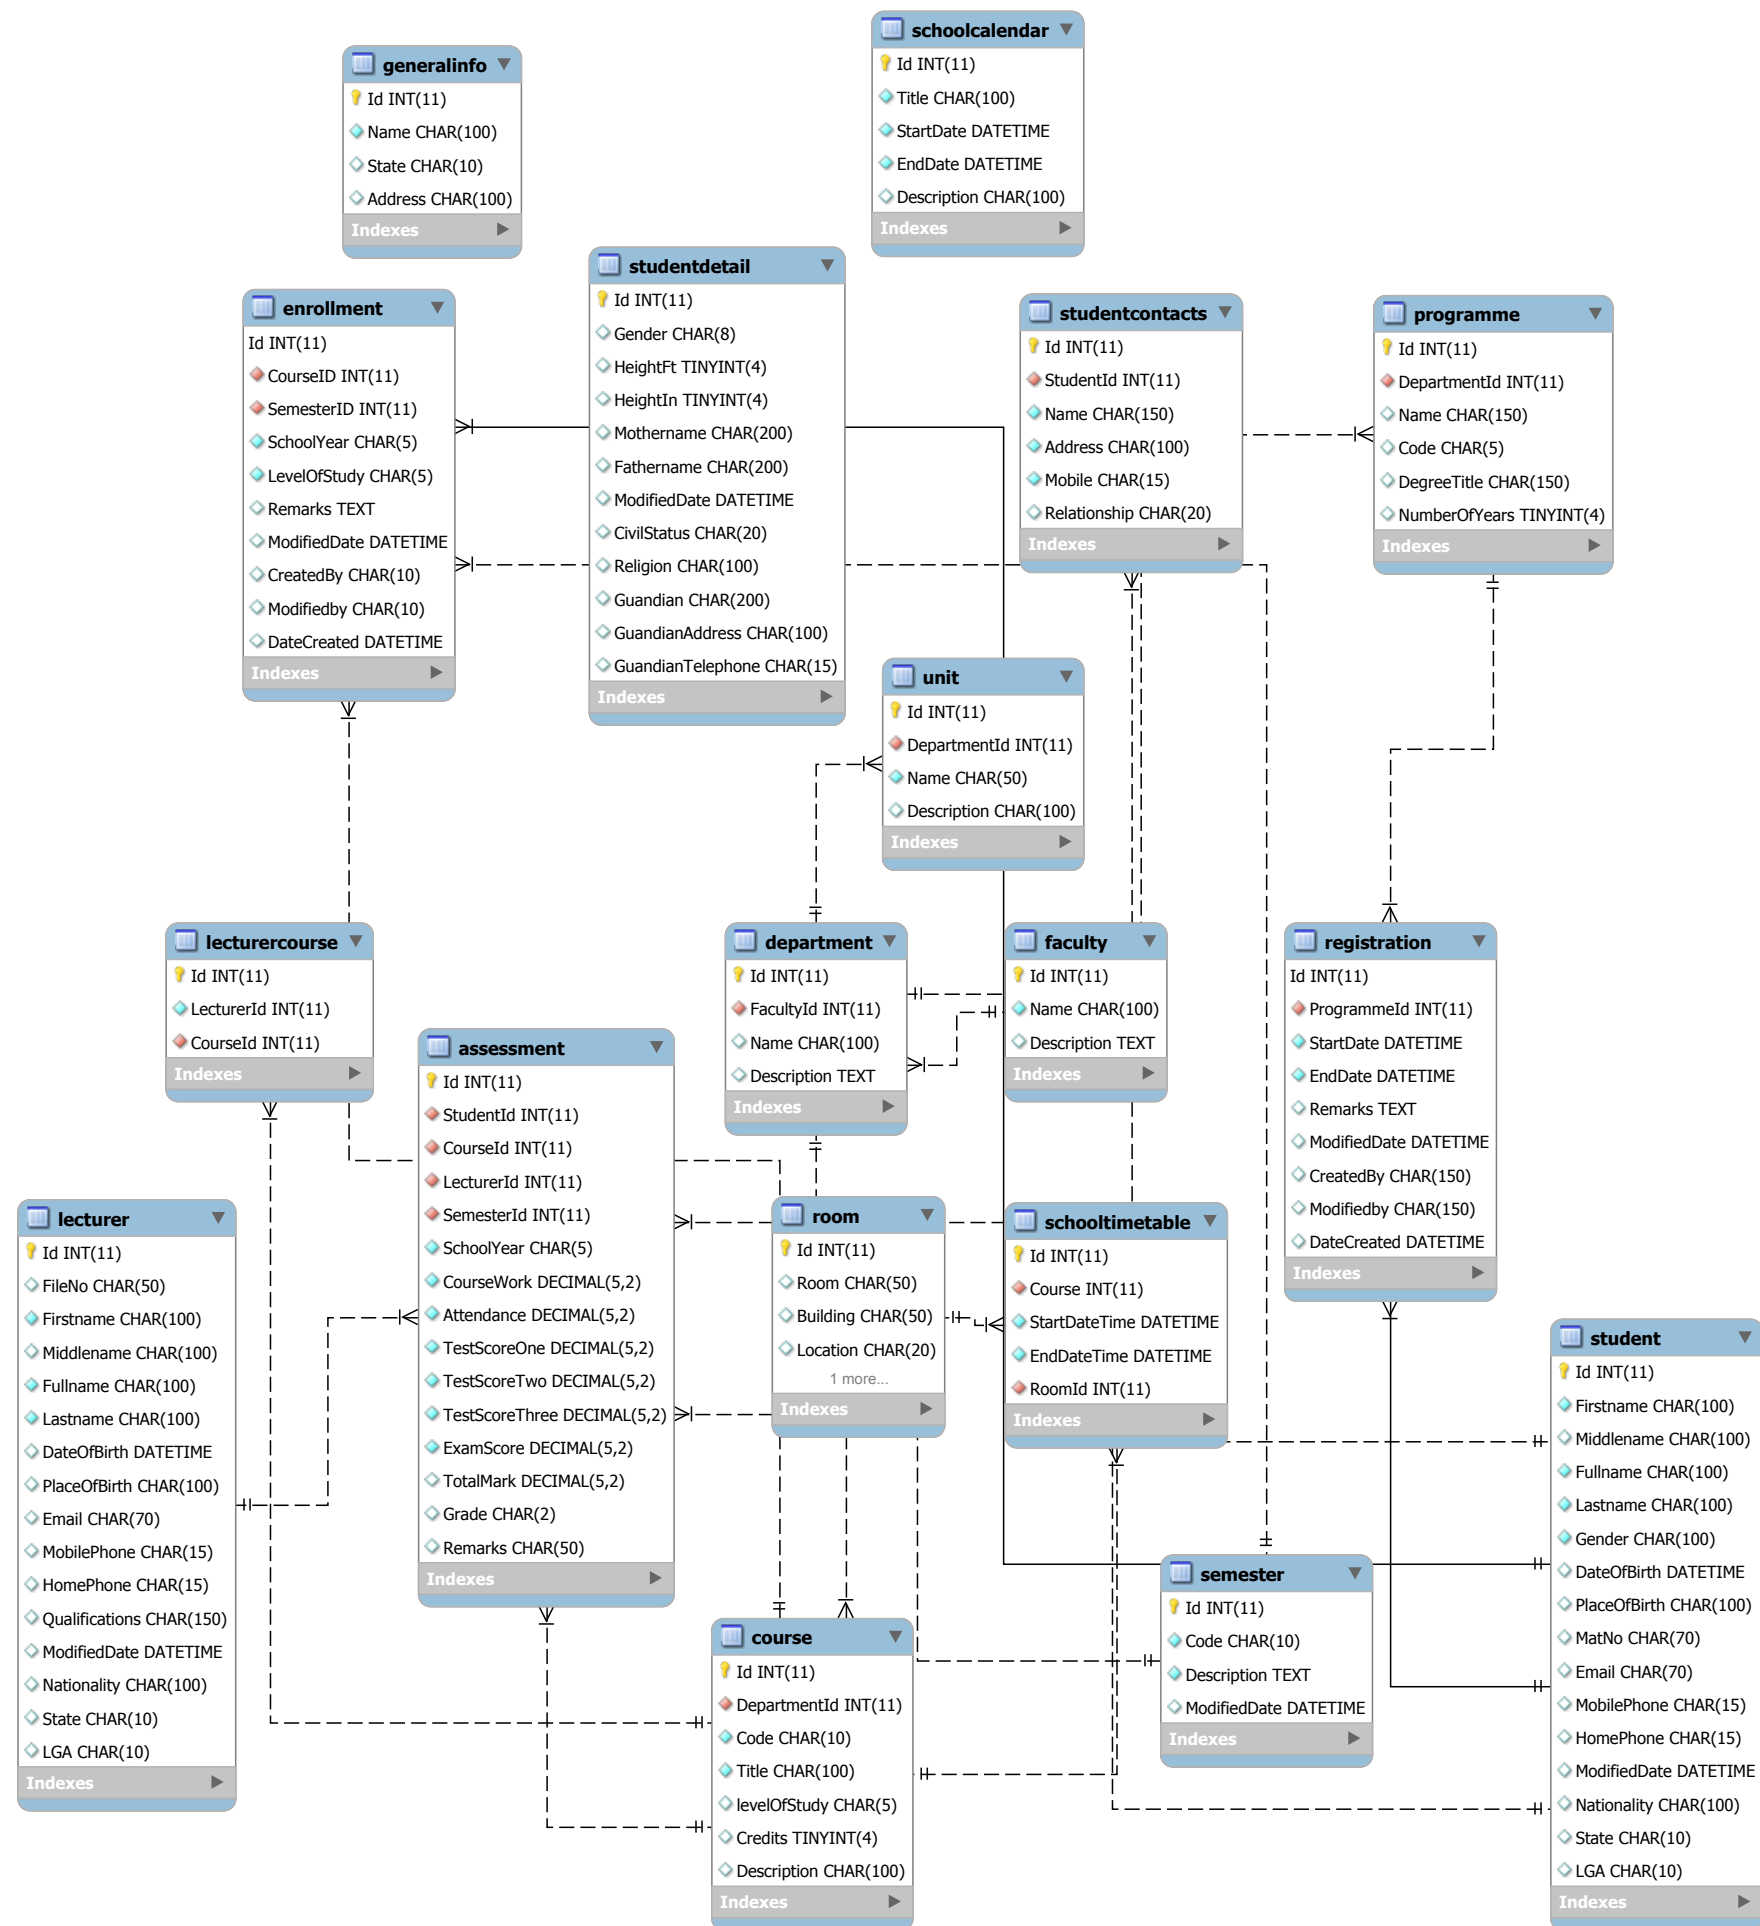 generalinfo
Id INT(11)
Name CHAR(100)
State CHAR(10)
Address CHAR(100)
Indexes
schoolcalendar
Id INT(11)
Title CHAR(100)
StartDate DATETIME
EndDate DATETIME
Description CHAR(100)
Indexes
enrollment
Id INT(11)
CourseID INT(11)
SemesterID INT(11)
SchoolYear CHAR(5)
LevelOfStudy CHAR(5)
Remarks TEXT
ModifiedDate DATETIME
CreatedBy CHAR(10)
Modifiedby CHAR(10)
DateCreated DATETIME
Indexes
studentdetail
Id INT(11)
Gender CHAR(8)
HeightFt TINYINT(4)
HeightIn TINYINT(4)
Mothername CHAR(200)
Fathername CHAR(200)
ModifiedDate DATETIME
CivilStatus CHAR(20)
Religion CHAR(100)
Guandian CHAR(200)
GuandianAddress CHAR(100)
GuandianTelephone CHAR(15)
Indexes
studentcontacts
Id INT(11)
StudentId INT(11)
Name CHAR(150)
Address CHAR(100)
Mobile CHAR(15)
Relationship CHAR(20)
Indexes
programme
Id INT(11)
DepartmentId INT(11)
Name CHAR(150)
Code CHAR(5)
DegreeTitle CHAR(150)
NumberOfYears TINYINT(4)
Indexes
unit
Id INT(11)
DepartmentId INT(11)
Name CHAR(50)
Description CHAR(100)
Indexes
lecturercourse
Id INT(11)
LecturerId INT(11)
CourseId INT(11)
Indexes
department
Id INT(11)
FacultyId INT(11)
Name CHAR(100)
Description TEXT
Indexes
faculty
Id INT(11)
Name CHAR(100)
Description TEXT
Indexes
registration
Id INT(11)
ProgrammeId INT(11)
StartDate DATETIME
EndDate DATETIME
Remarks TEXT
ModifiedDate DATETIME
CreatedBy CHAR(150)
Modifiedby CHAR(150)
DateCreated DATETIME
Indexes
assessment
Id INT(11)
StudentId INT(11)
CourseId INT(11)
LecturerId INT(11)
SemesterId INT(11)
SchoolYear CHAR(5)
CourseWork DECIMAL(5,2)
Attendance DECIMAL(5,2)
TestScoreOne DECIMAL(5,2)
TestScoreTwo DECIMAL(5,2)
TestScoreThree DECIMAL(5,2)
ExamScore DECIMAL(5,2)
TotalMark DECIMAL(5,2)
Grade CHAR(2)
Remarks CHAR(50)
Indexes
lecturer
Id INT(11)
FileNo CHAR(50)
Firstname CHAR(100)
Middlename CHAR(100)
Fullname CHAR(100)
Lastname CHAR(100)
DateOfBirth DATETIME
PlaceOfBirth CHAR(100)
Email CHAR(70)
MobilePhone CHAR(15)
HomePhone CHAR(15)
Qualifications CHAR(150)
ModifiedDate DATETIME
Nationality CHAR(100)
State CHAR(10)
LGA CHAR(10)
Indexes
room
Id INT(11)
Room CHAR(50)
Building CHAR(50)
Location CHAR(20)
1 more...
Indexes
schooltimetable
Id INT(11)
Course INT(11)
StartDateTime DATETIME
EndDateTime DATETIME
RoomId INT(11)
Indexes
student
Id INT(11)
Firstname CHAR(100)
Middlename CHAR(100)
Fullname CHAR(100)
Lastname CHAR(100)
Gender CHAR(100)
DateOfBirth DATETIME
PlaceOfBirth CHAR(100)
MatNo CHAR(70)
Email CHAR(70)
MobilePhone CHAR(15)
HomePhone CHAR(15)
ModifiedDate DATETIME
Nationality CHAR(100)
State CHAR(10)
LGA CHAR(10)
Indexes
semester
Id INT(11)
Code CHAR(10)
Description TEXT
ModifiedDate DATETIME
Indexes
course
Id INT(11)
DepartmentId INT(11)
Code CHAR(10)
Title CHAR(100)
levelOfStudy CHAR(5)
Credits TINYINT(4)
Description CHAR(100)
Indexes